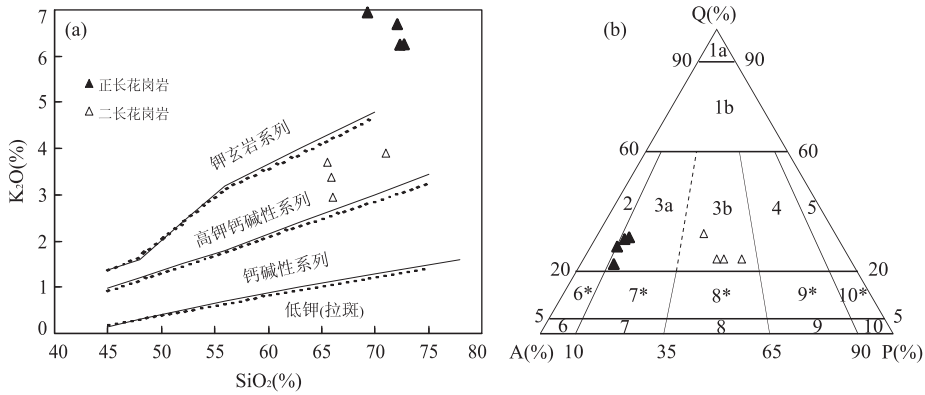 (a)
7
6
5
4
3
2
1
0
K₂O(%)
▲ 正长花岗岩
△ 二长花岗岩
钾玄岩系列
高钾钙碱性系列
钙碱性系列
低钾(拉斑)
40 45 50 55 60 65 70 75 80
SiO₂(%)
(b)
Q(%)
1a
90 90
1b
60 60
2 3a 3b 4 5
20 20
6* 7* 8* 9* 10*
5 5
6 7 8 9 10
A(%) 10 35 65 90 P(%)